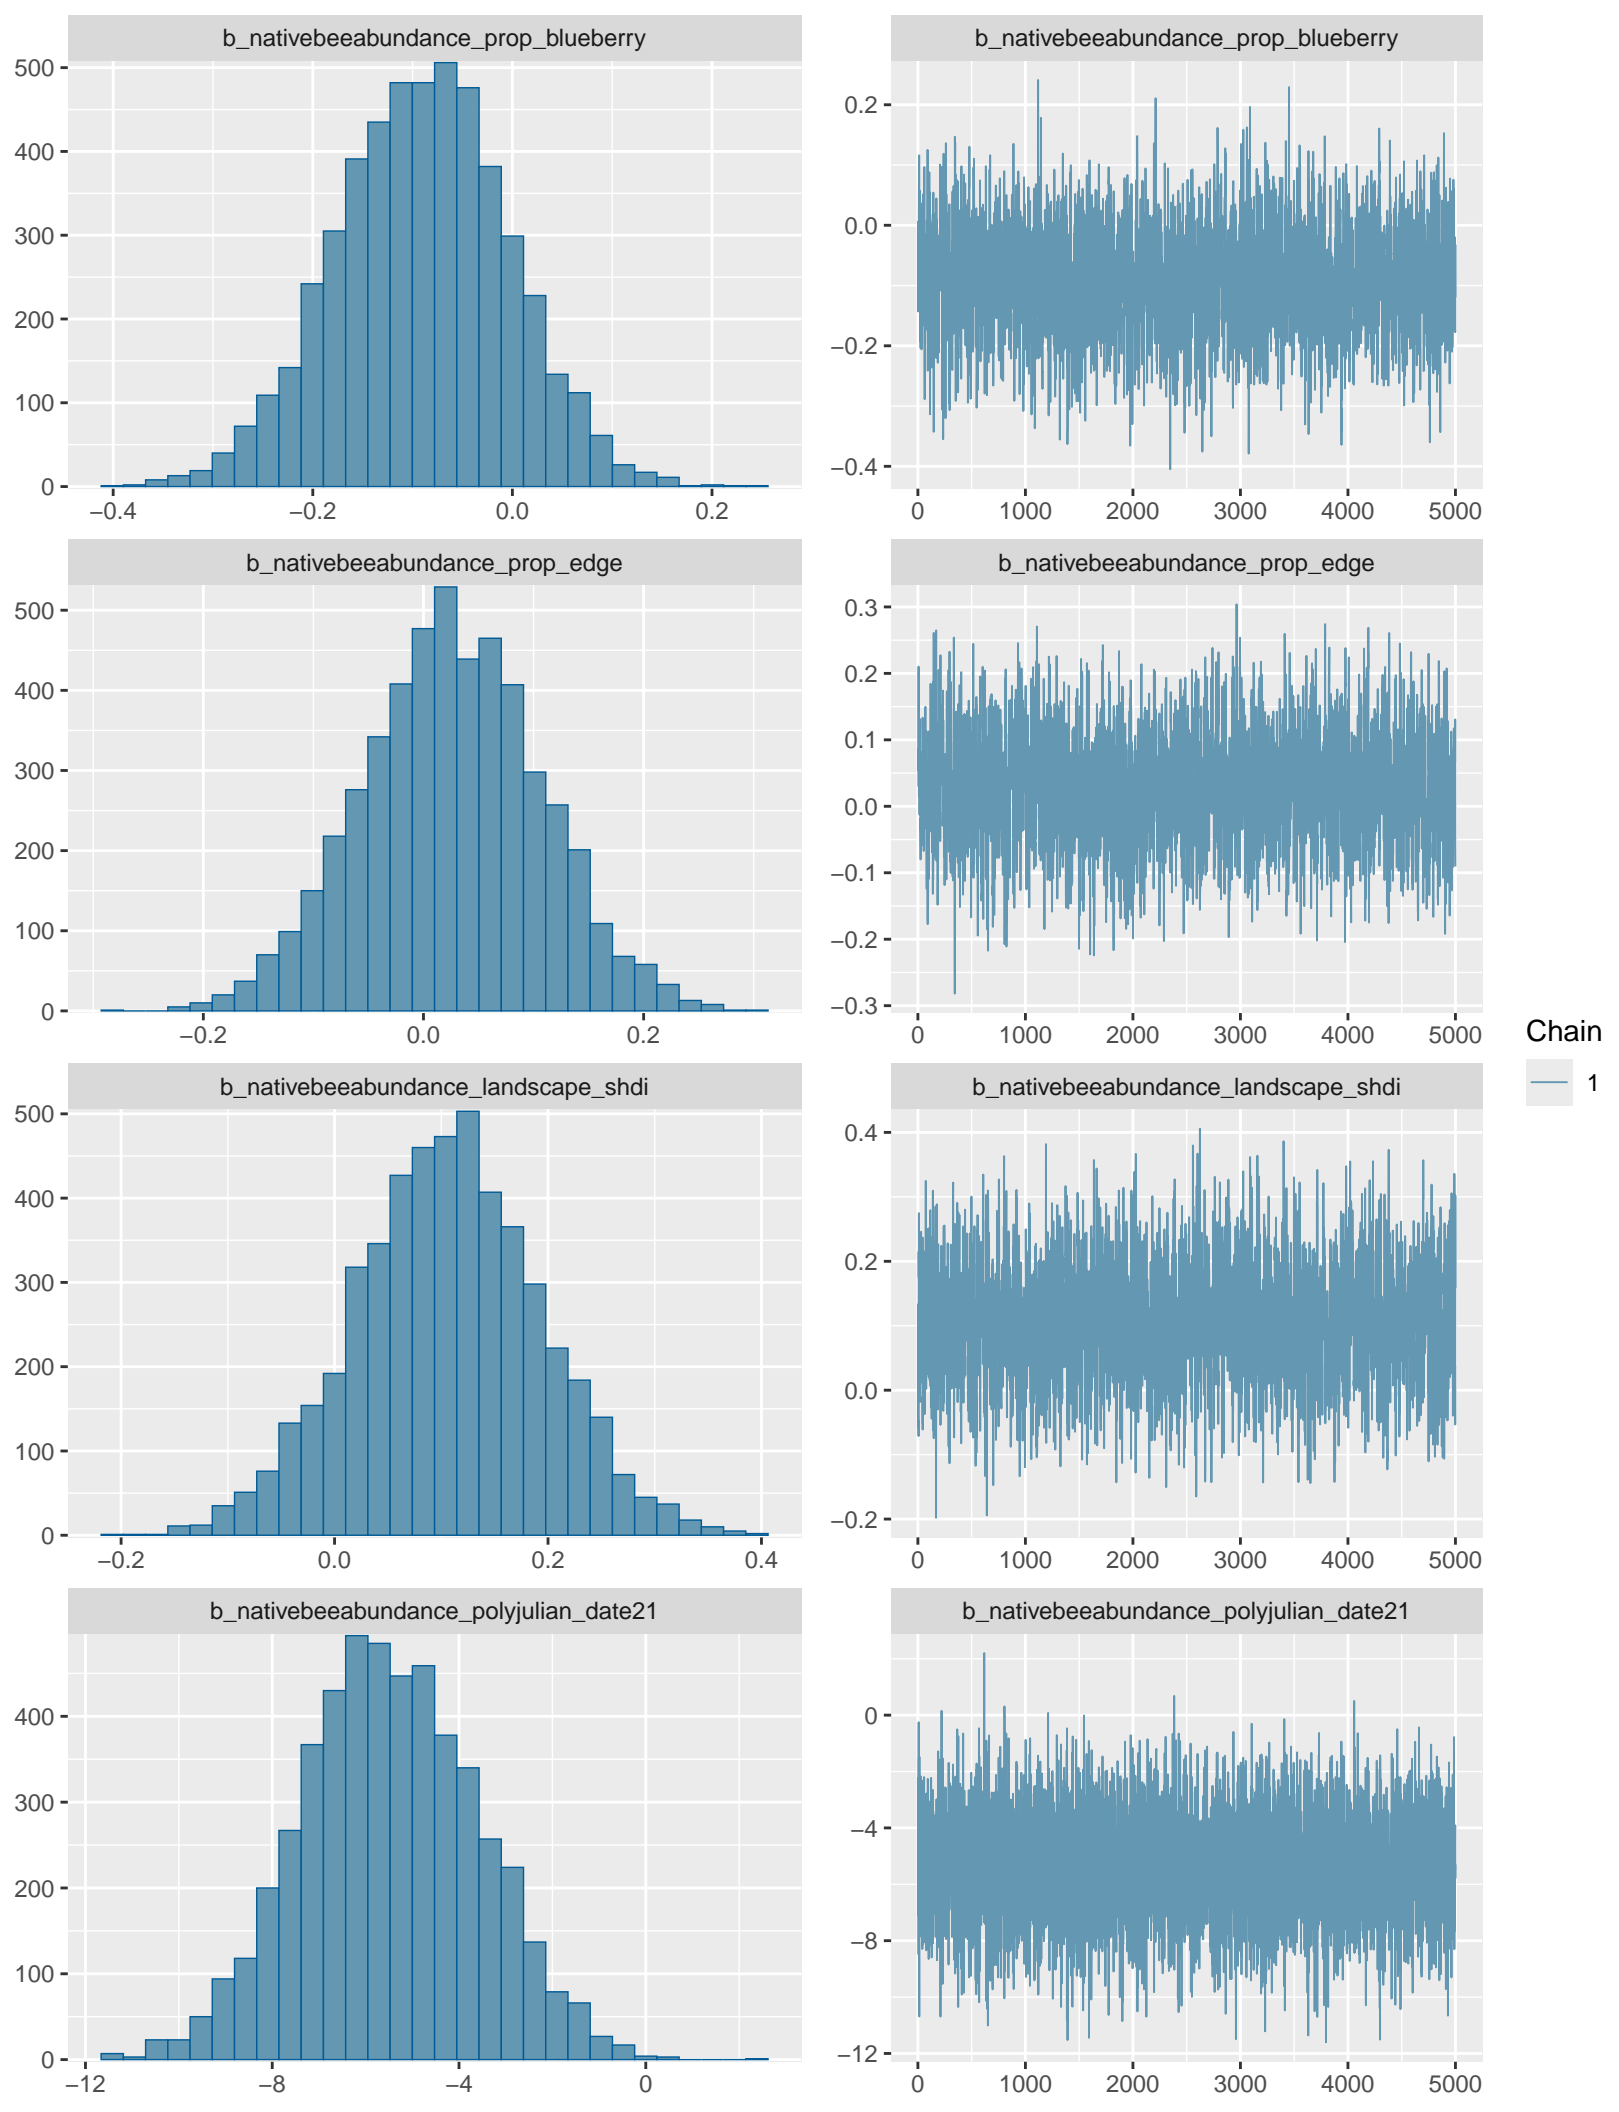 b_nativebeeabundance_prop_blueberry
500
400
300
200
100
0
−0.4 −0.2 0.0 0.2
b_nativebeeabundance_prop_blueberry
0.2
0.0
−0.2
−0.4
0 1000 2000 3000 4000 5000
b_nativebeeabundance_prop_edge
500
400
300
200
100
0
−0.2 0.0 0.2
b_nativebeeabundance_prop_edge
0.3
0.2
0.1
0.0
−0.1
−0.2
−0.3
0 1000 2000 3000 4000 5000
b_nativebeeabundance_landscape_shdi
500
400
300
200
100
0
−0.2 0.0 0.2 0.4
b_nativebeeabundance_landscape_shdi
0.4
0.2
0.0
−0.2
0 1000 2000 3000 4000 5000
b_nativebeeabundance_polyjulian_date21
400
300
200
100
0
−12 −8 −4 0
b_nativebeeabundance_polyjulian_date21
0
−4
−8
−12
0 1000 2000 3000 4000 5000
Chain
1